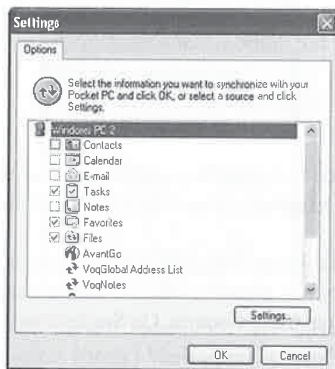 Settings
Options
Select the information you want to synchronize with your
Pocket PC and click OK, or select a source and click
Settings.
Windows PC 2
Contacts
Calendar
E-mail
Tasks
Notes
Favorites
Files
AvantGo
VoqGlobal Address List
VoqNotes
Settings...
OK
Cancel